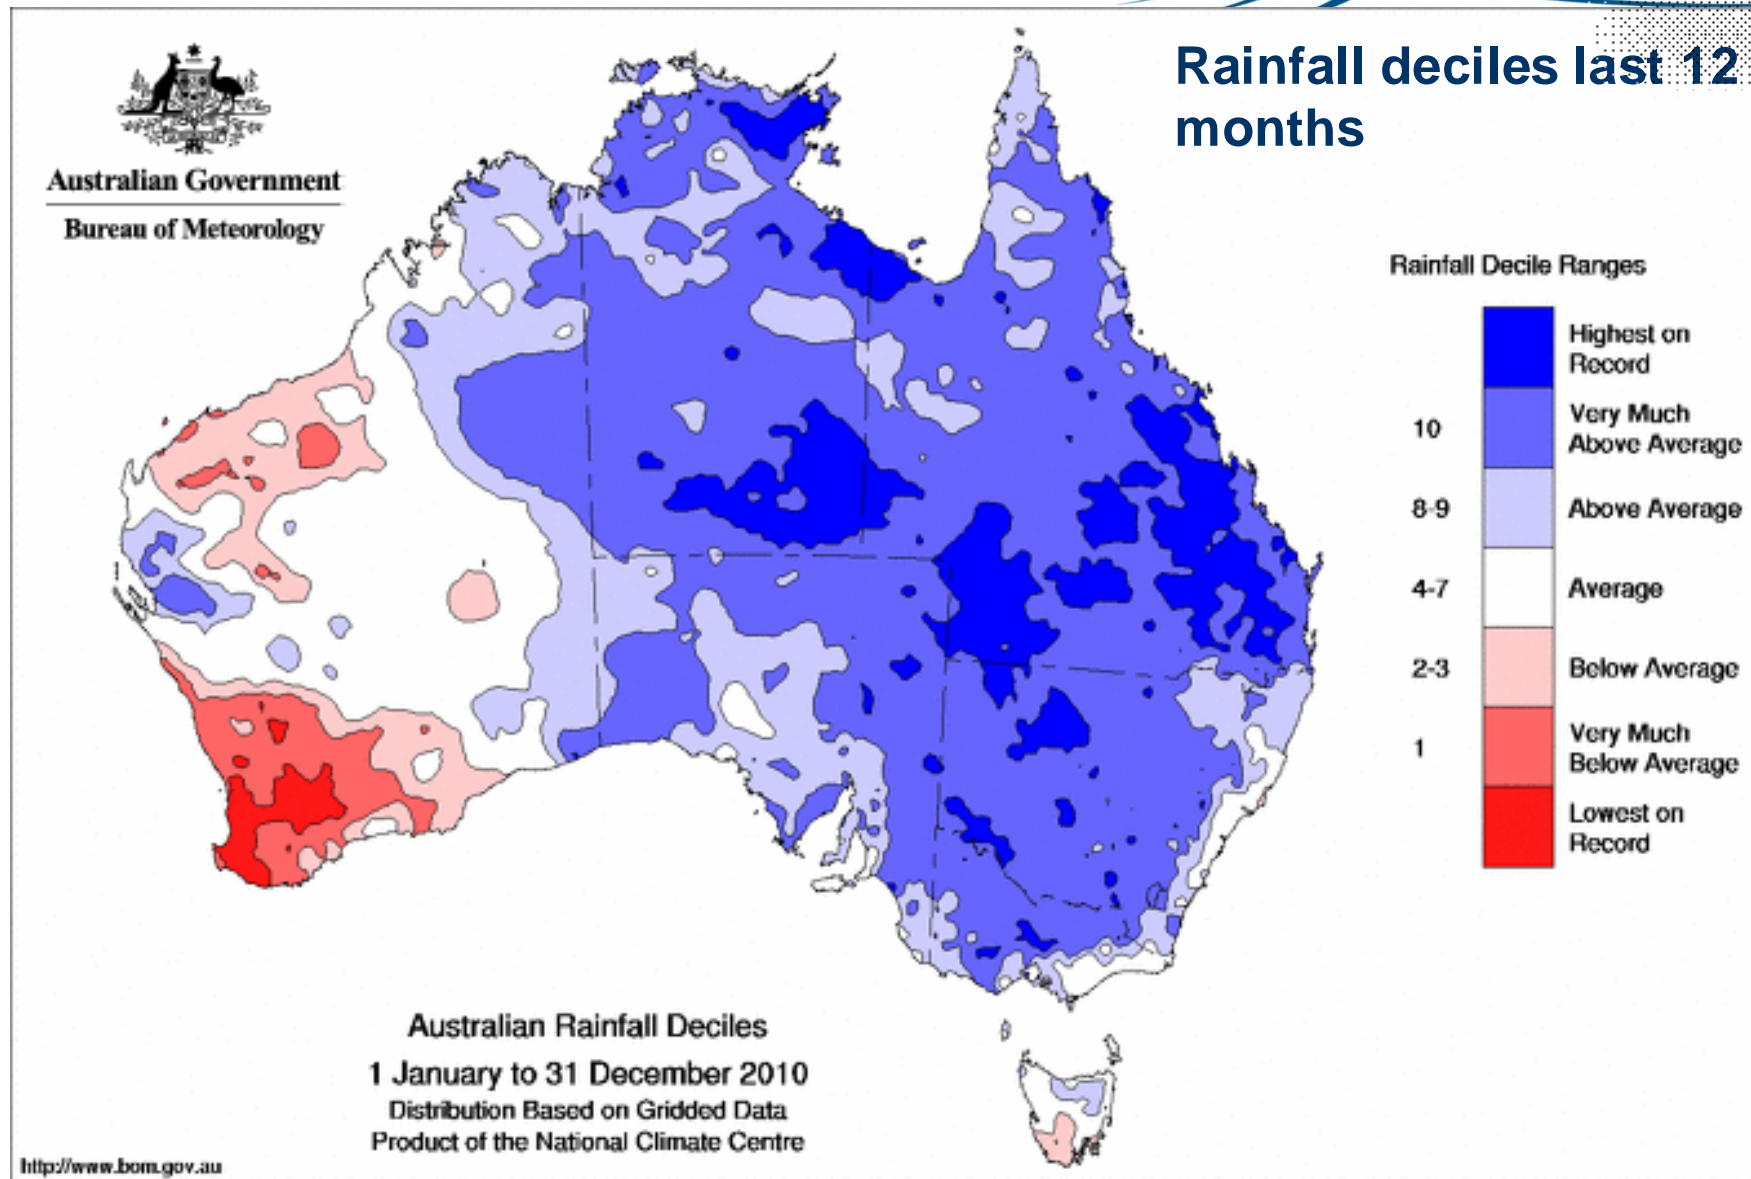 Rainfall deciles last 12
months
Australian Government
Bureau of Meteorology
Rainfall Decile Ranges
Highest on
Record
10
Very Much
Above Average
8-9
Above Average
4-7
Average
2-3
Below Average
1
Very Much
Below Average
Lowest on
Record
Australian Rainfall Deciles
1 January to 31 December 2010
Distribution Based on Gridded Data
Product of the National Climate Centre
http://www.bom.gov.au